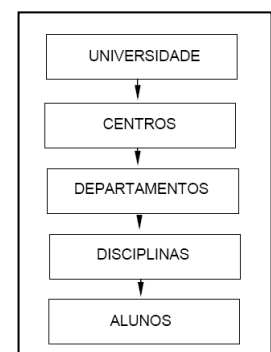 UNIVERSIDADE
CENTROS
DEPARTAMENTOS
DISCIPLINAS
ALUNOS